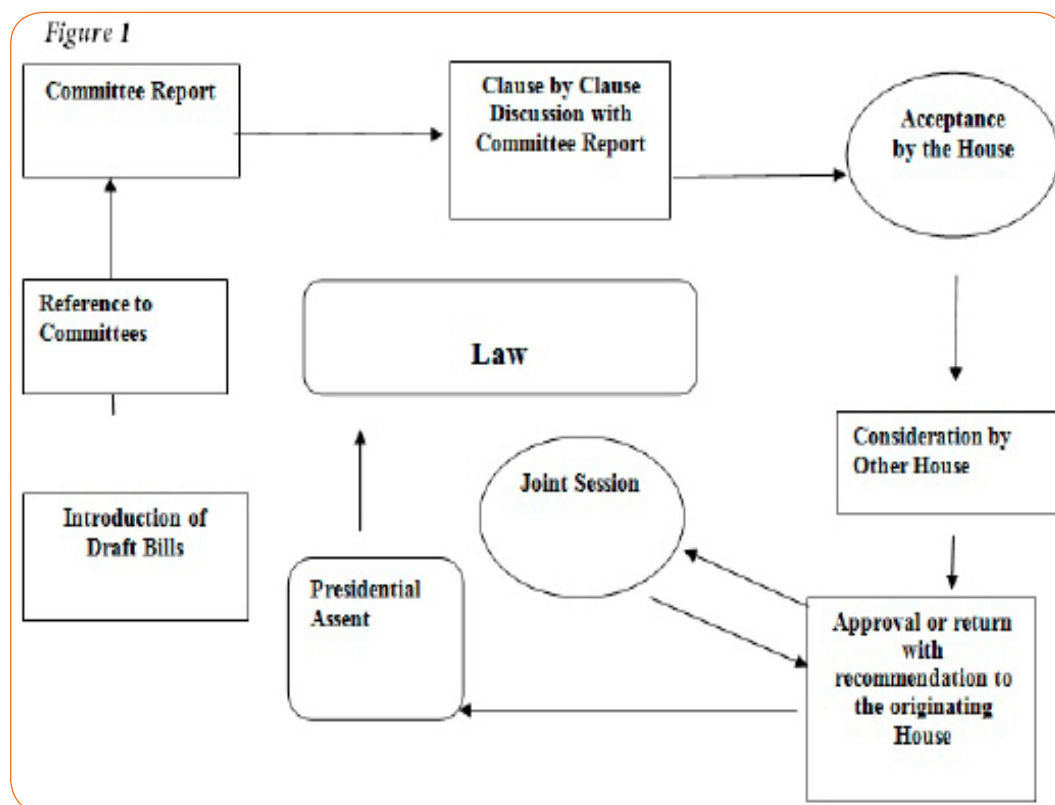 Figure 1
Committee Report
Clause by Clause
Discussion with
Committee Report
Acceptance
by the House
Reference to
Committees
Law
Consideration by
Other House
Joint Session
Introduction of
Draft Bills
Presidential
Assent
Approval or return
with
recommendation to
the originating
House